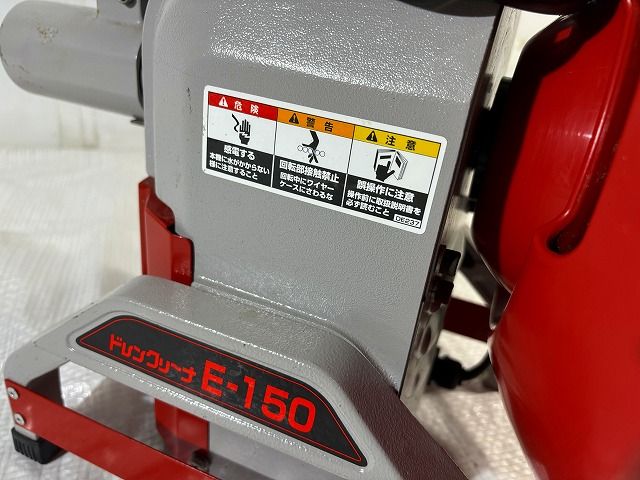 危険
感電する
本機に水がかからない
様に注意すること
警告
回転部接触禁止
回転中にワイヤー
ケースにさわるな
注意
誤操作に注意
操作前に取扱説明書を
必ず読むこと
ドレンクリーナ E-150